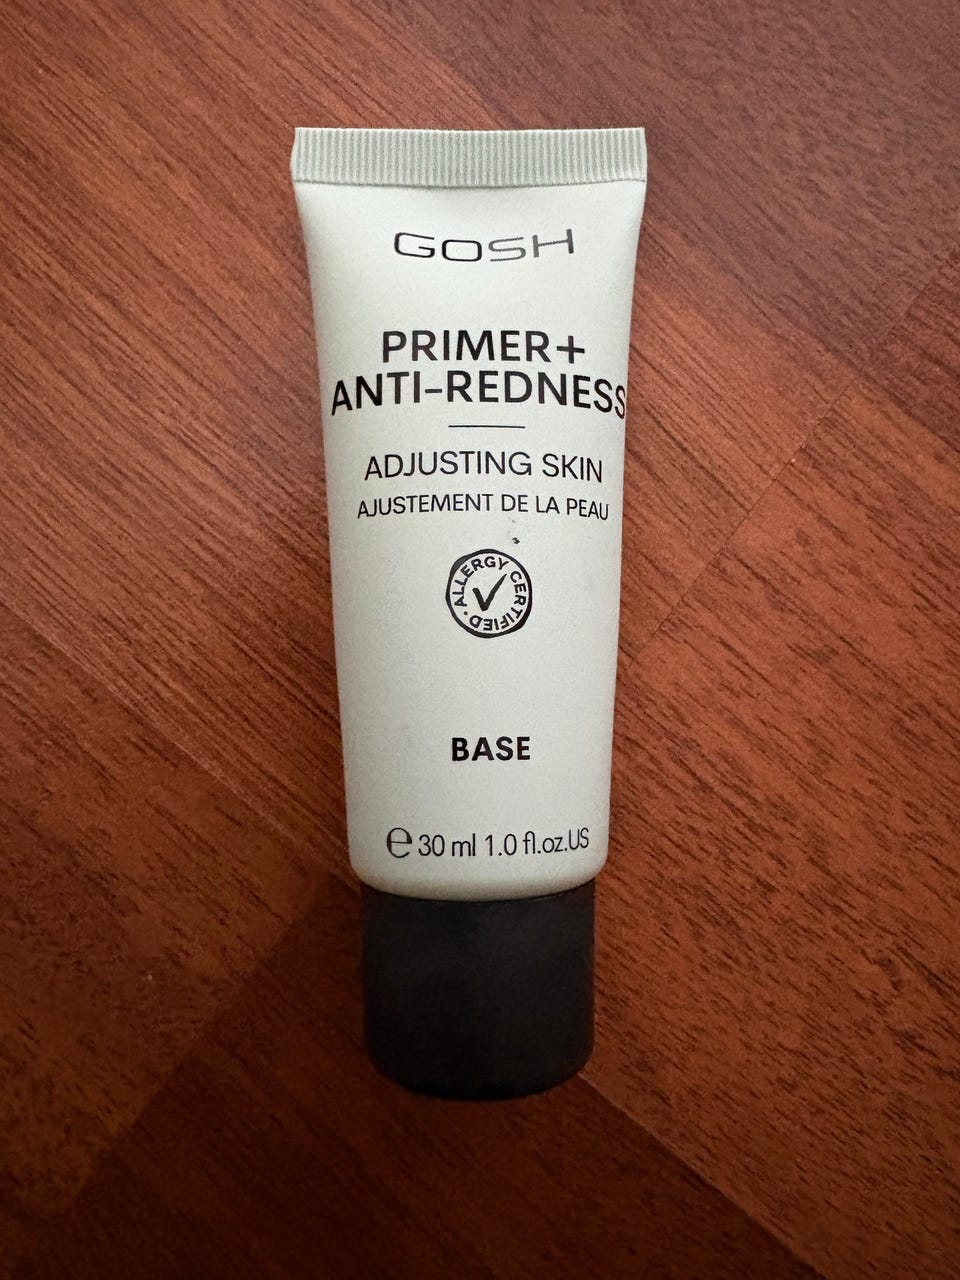 GOSH
PRIMER+
ANTI-REDNESS
ADJUSTING SKIN
AJUSTEMENT DE LA PEAU
ALLERGY CERTIFIED
BASE
℮ 30 ml 1.0 fl.oz.US